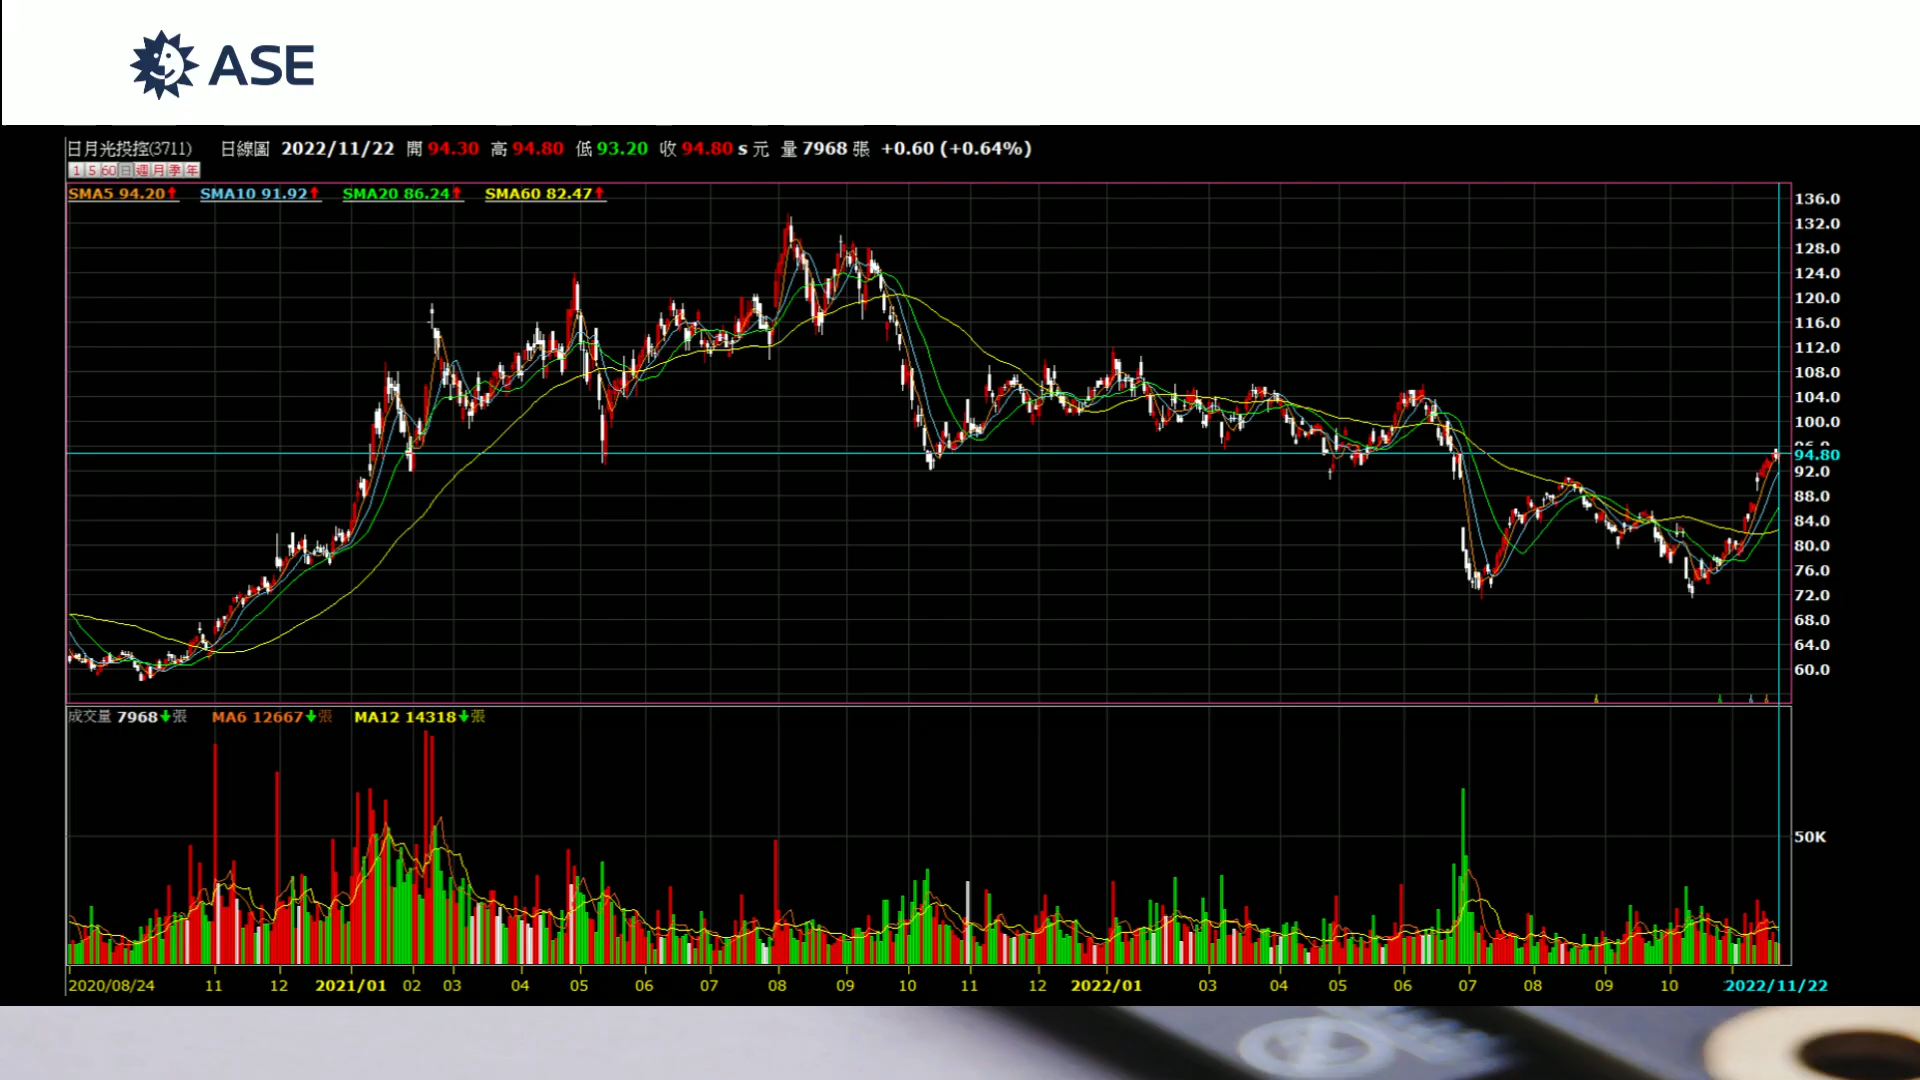 ASE
日月光投控(3711) 日線圖 2022/11/22 開 94.30 高 94.80 低 93.20 收 94.80 s 元 量 7968 張 +0.60 (+0.64%)
1 5 60 日 週 月 季 年
SMA5 94.20 SMA10 91.92 SMA20 86.24 SMA60 82.47
136.0
132.0
128.0
124.0
120.0
116.0
112.0
108.0
104.0
100.0
94.80
92.0
88.0
84.0
80.0
76.0
72.0
68.0
64.0
60.0
成交量 7968 張 MA6 12667 張 MA12 14318 張
50K
2020/08/24 11 12 2021/01 02 03 04 05 06 07 08 09 10 11 12 2022/01 03 04 05 06 07 08 09 10 2022/11/22